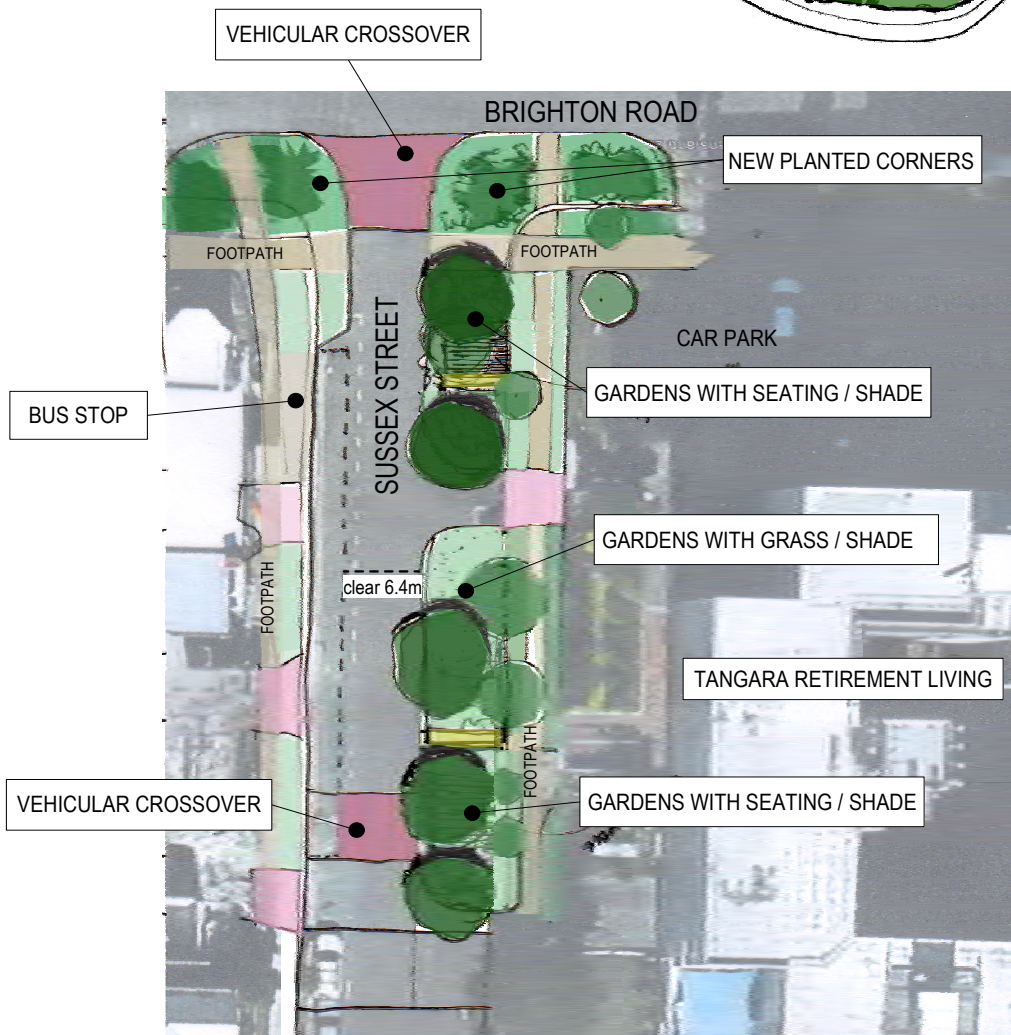 VEHICULAR CROSSOVER
BRIGHTON ROAD
NEW PLANTED CORNERS
FOOTPATH
FOOTPATH
SUSSEX STREET
CAR PARK
GARDENS WITH SEATING / SHADE
BUS STOP
GARDENS WITH GRASS / SHADE
clear 6.4m
FOOTPATH
TANGARA RETIREMENT LIVING
FOOTPATH
VEHICULAR CROSSOVER
GARDENS WITH SEATING / SHADE